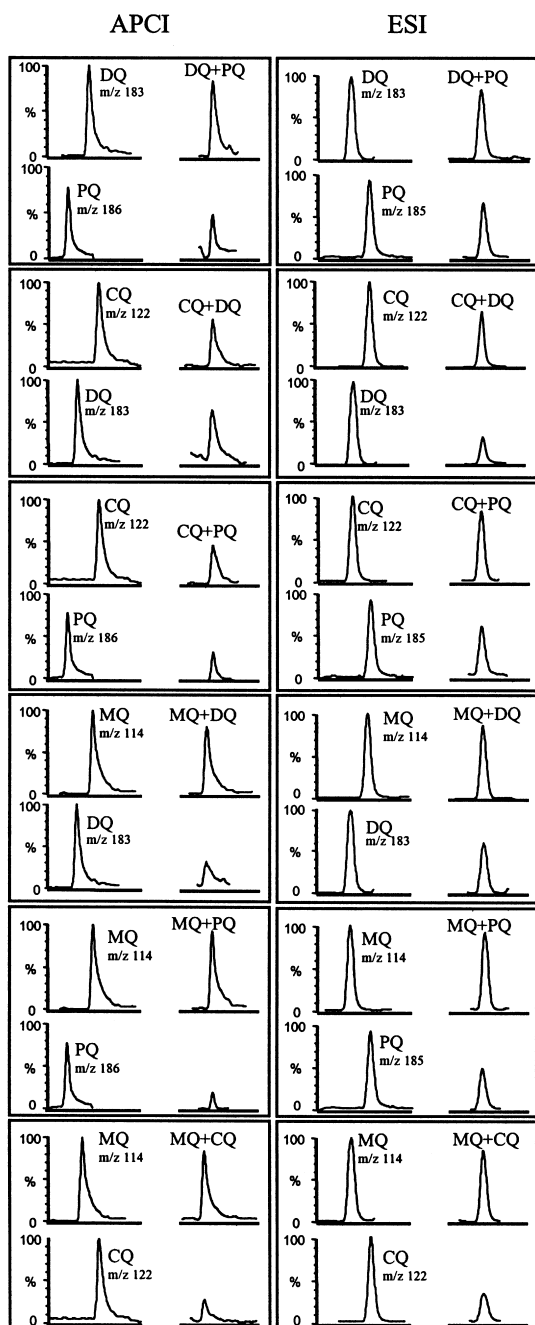 APCI ESI
100 DQ DQ+PQ 100 DQ DQ+PQ
m/z 183 m/z 183
% %
0 0
100 PQ 100 PQ
m/z 186 m/z 185
% %
0 0
100 CQ CQ+DQ 100 CQ CQ+DQ
m/z 122 m/z 122
% %
0 0
100 DQ 100 DQ
m/z 183 m/z 183
% %
0 0
100 CQ CQ+PQ 100 CQ CQ+PQ
m/z 122 m/z 122
% %
0 0
100 PQ 100 PQ
m/z 186 m/z 185
% %
0 0
100 MQ MQ+DQ 100 MQ MQ+DQ
m/z 114 m/z 114
% %
0 0
100 DQ 100 DQ
m/z 183 m/z 183
% %
0 0
100 MQ MQ+PQ 100 MQ MQ+PQ
m/z 114 m/z 114
% %
0 0
100 PQ 100 PQ
m/z 186 m/z 185
% %
0 0
100 MQ MQ+CQ 100 MQ MQ+CQ
m/z 114 m/z 114
% %
0 0
100 CQ 100 CQ
m/z 122 m/z 122
% %
0 0